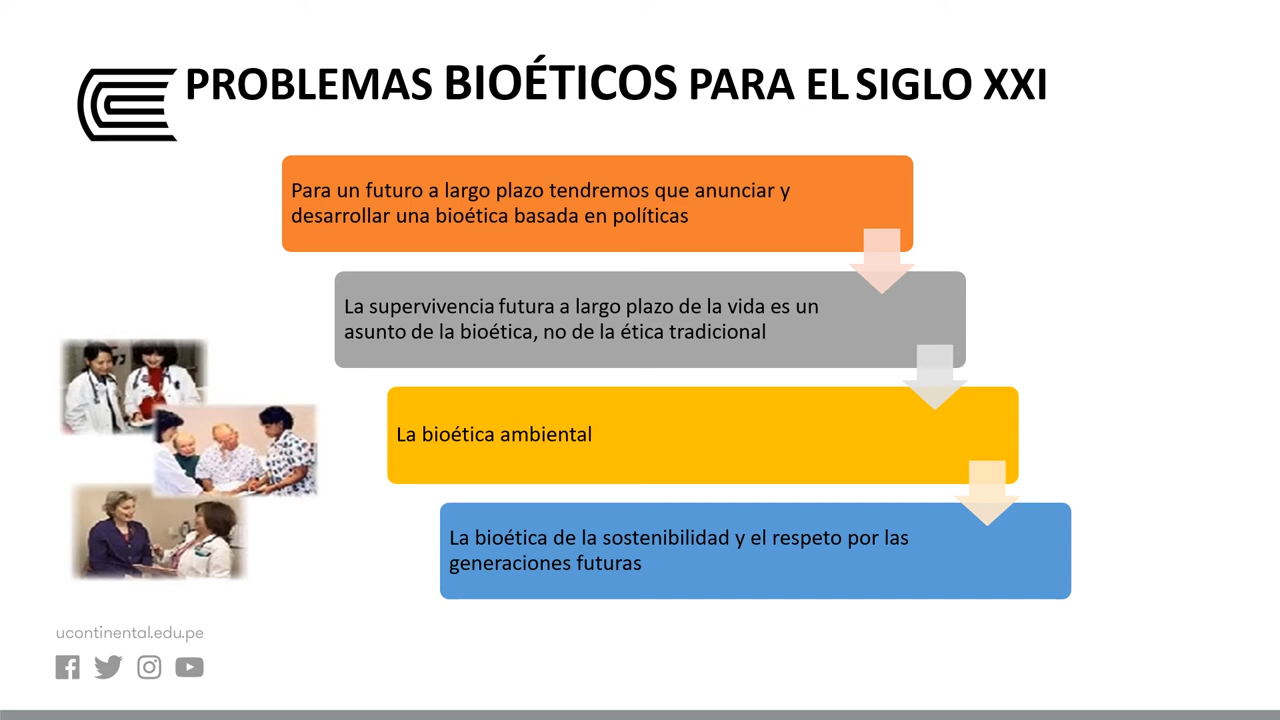 PROBLEMAS BIOÉTICOS PARA EL SIGLO XXI
Para un futuro a largo plazo tendremos que anunciar y
desarrollar una bioética basada en políticas
La supervivencia futura a largo plazo de la vida es un
asunto de la bioética, no de la ética tradicional
La bioética ambiental
La bioética de la sostenibilidad y el respeto por las
generaciones futuras
ucontinental.edu.pe